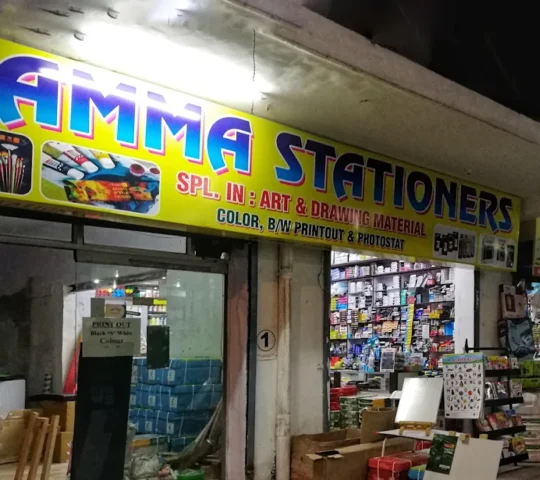 AMMA STATIONERS
SPL. IN : ART & DRAWING MATERIAL
COLOR, B/W PRINTOUT & PHOTOSTAT
PRINT OUT
Black 'N' White
Colour
1